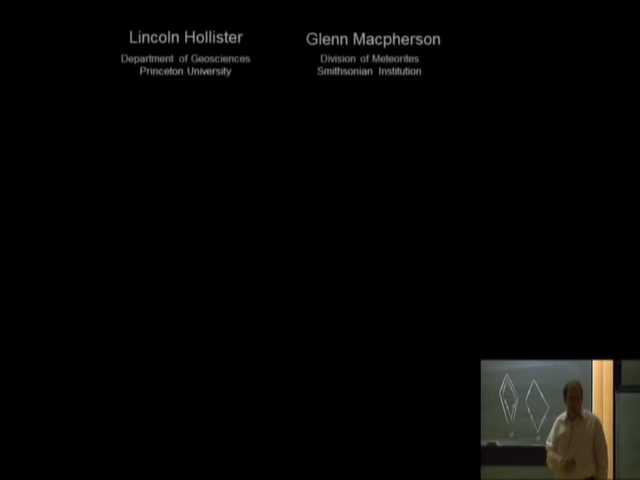 Lincoln Hollister
Department of Geosciences
Princeton University
Glenn Macpherson
Division of Meteorites
Smithsonian Institution